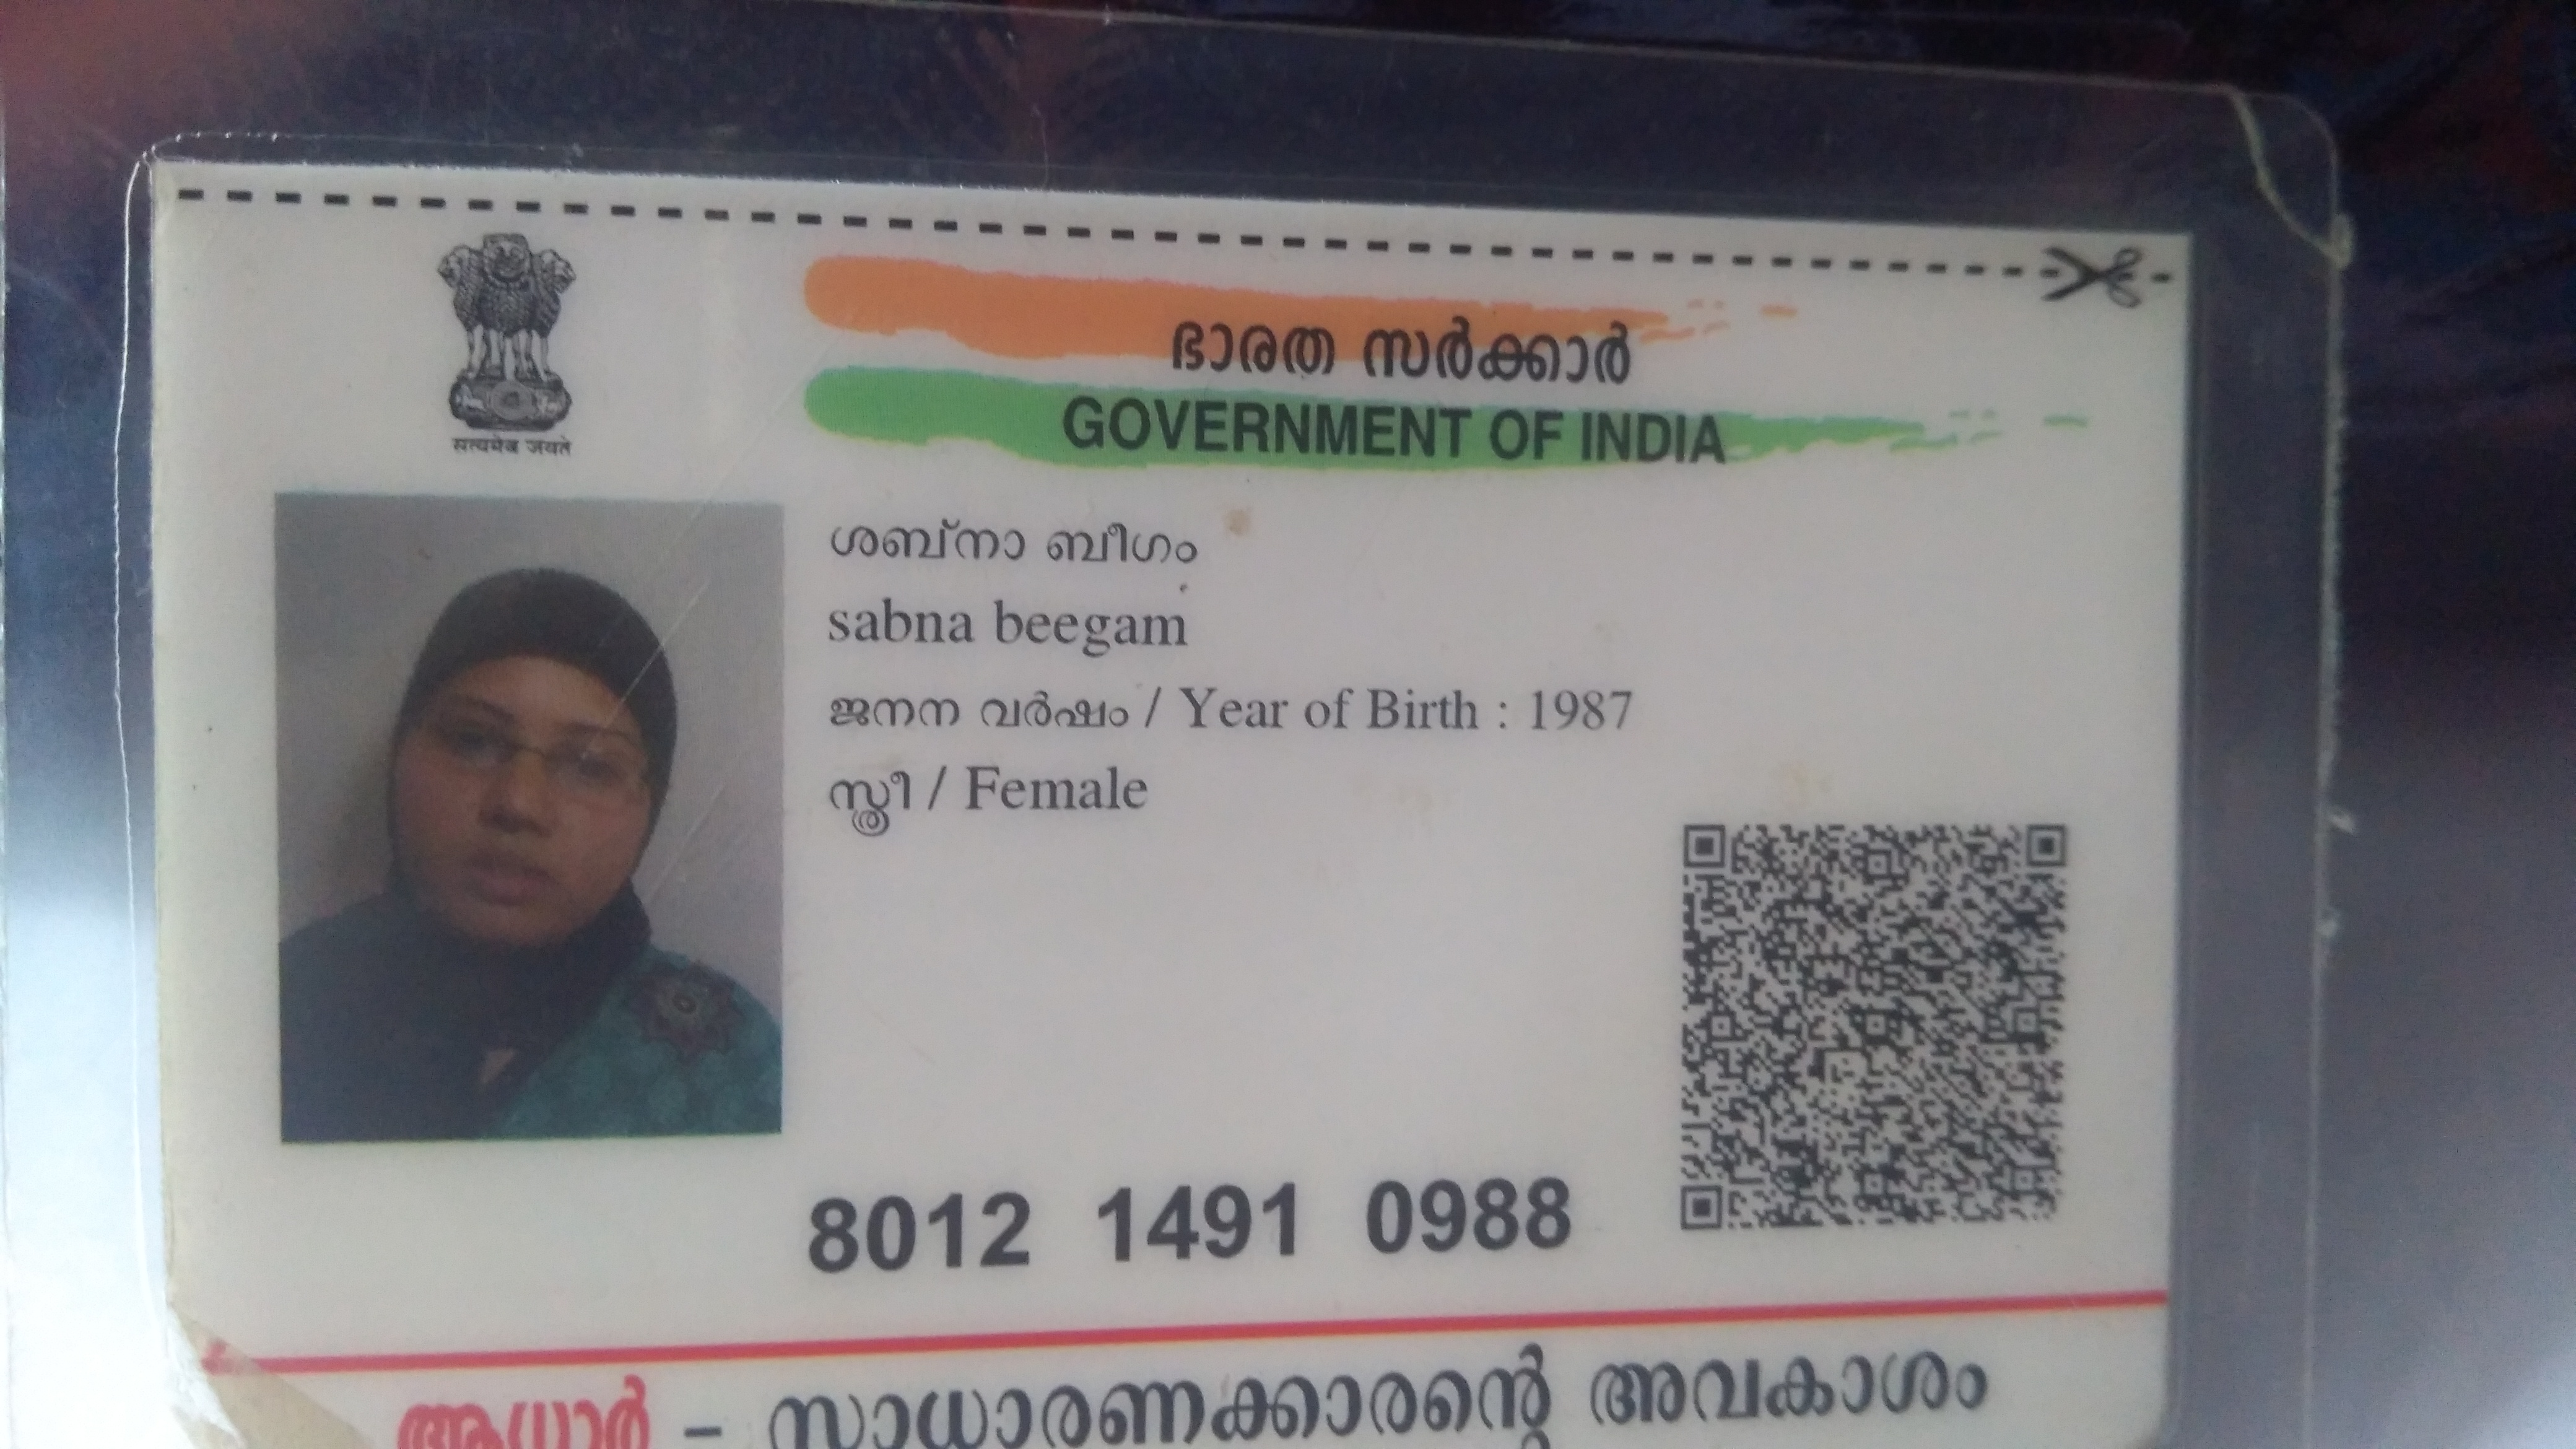 सत्यमेव जयते
ഭാരത സർക്കാർ
GOVERNMENT OF INDIA
ശബ്‌നാ ബീഗം
sabna beegam
ജനന വർഷം / Year of Birth : 1987
സ്ത്രീ / Female
8012 1491 0988
ആധാർ – സാധാരണക്കാരന്റെ അവകാശം